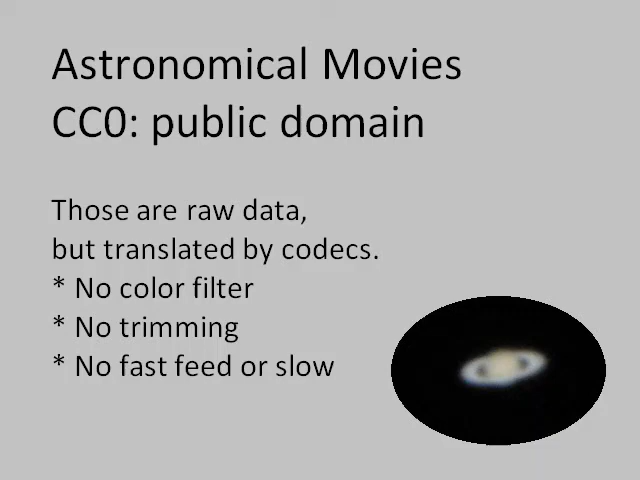 Astronomical Movies
CC0: public domain
Those are raw data,
but translated by codecs.
* No color filter
* No trimming
* No fast feed or slow